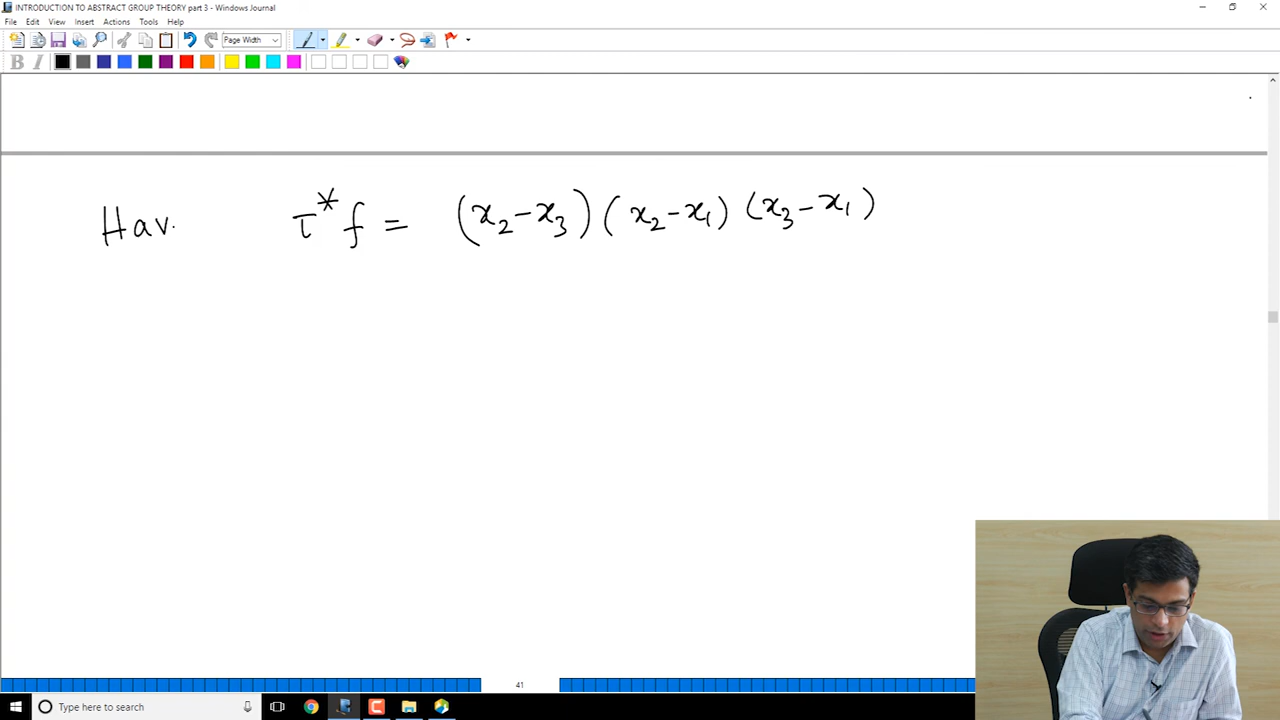 INTRODUCTION TO ABSTRACT GROUP THEORY part 3 - Windows Journal
File Edit View Insert Actions Tools Help
Page Width
B I
Hav. τ* f = (x₂-x₃)(x₂-x₁)(x₃-x₁)
41
Type here to search